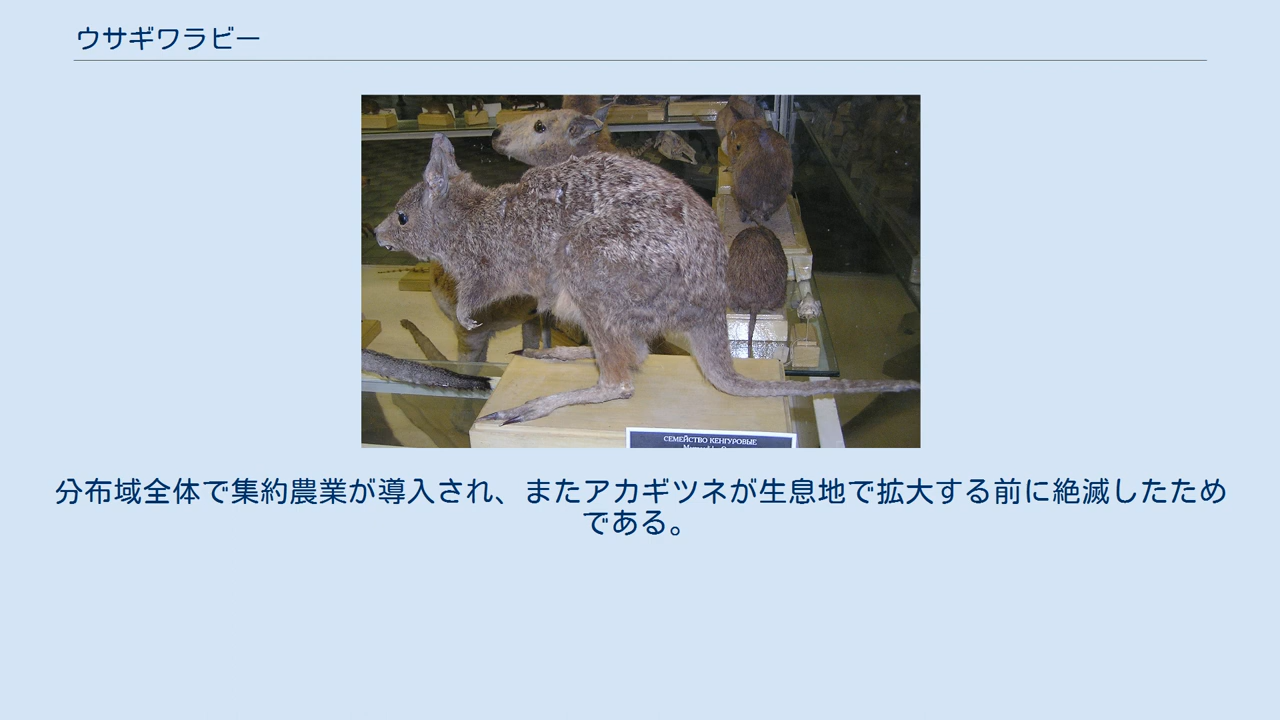 ウサギワラビー
СЕМЕЙСТВО КЕНГУРОВЫЕ
分布域全体で集約農業が導入され、またアカギツネが生息地で拡大する前に絶滅したため
である。